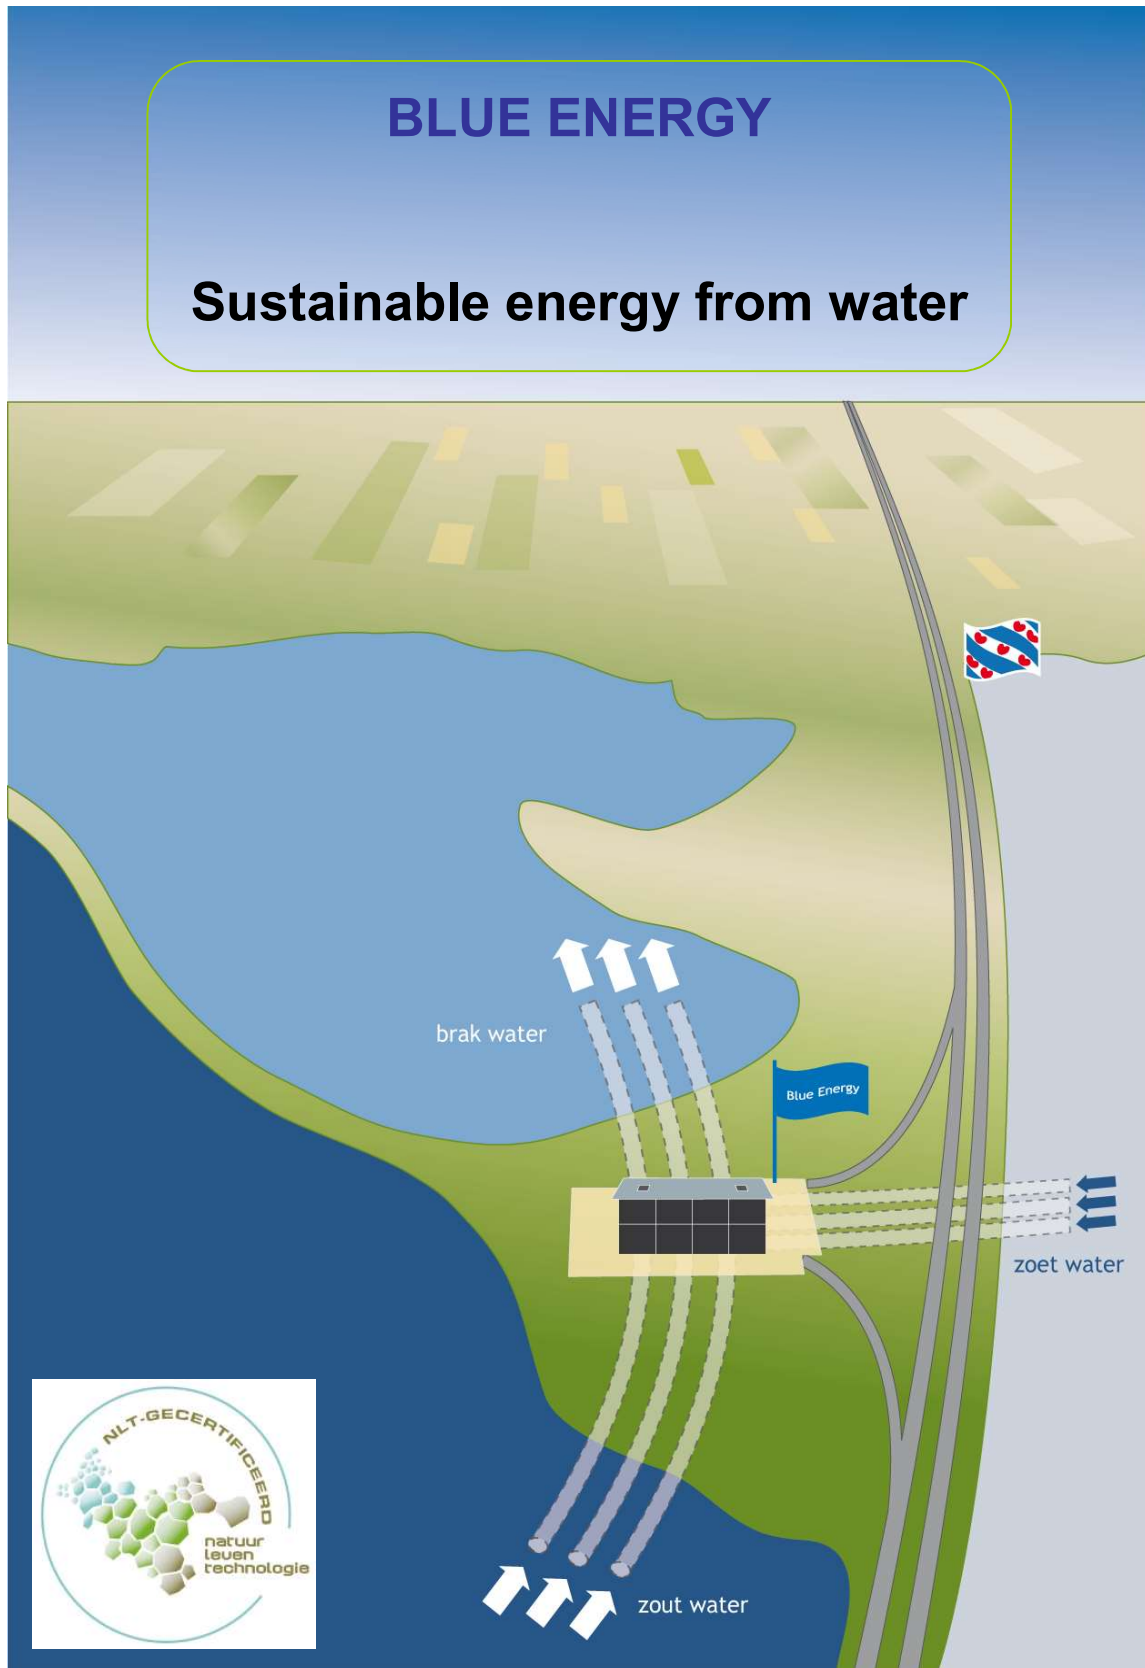 BLUE ENERGY
Sustainable energy from water
brak water
Blue Energy
zoet water
zout water
NLT-GECERTIFICEERD
natuur
leven
technologie